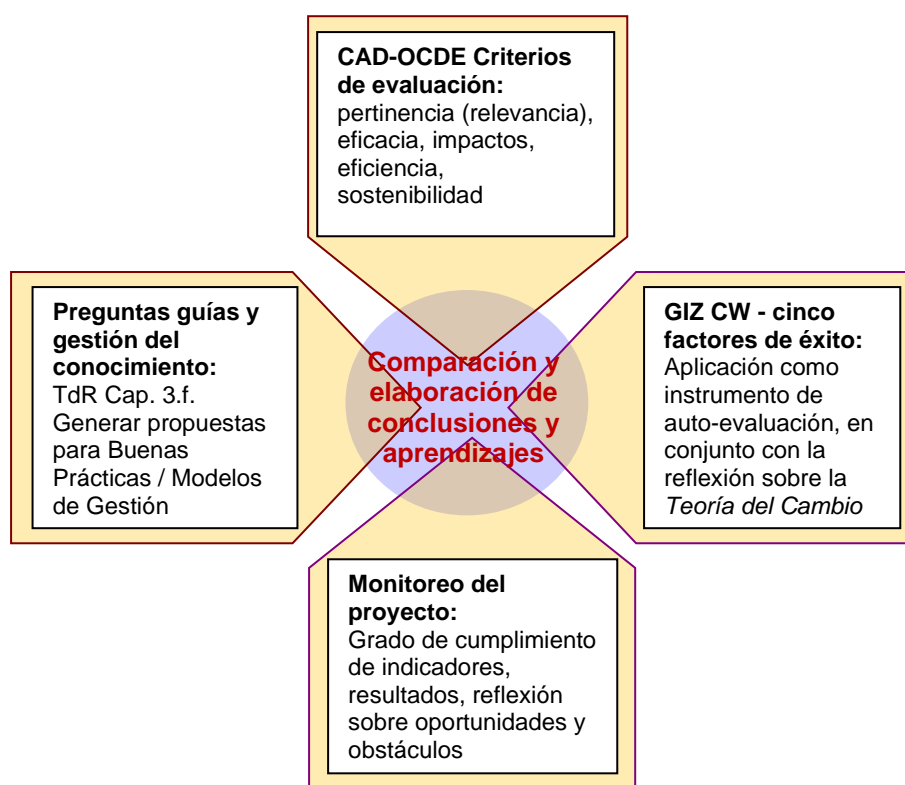 CAD-OCDE Criterios
de evaluación:
pertinencia (relevancia),
eficacia, impactos,
eficiencia,
sostenibilidad
Preguntas guías y
gestión del
conocimiento:
TdR Cap. 3.f.
Generar propuestas
para Buenas
Prácticas / Modelos
de Gestión
Comparación y
elaboración de
conclusiones y
aprendizajes
GIZ CW - cinco
factores de éxito:
Aplicación como
instrumento de
auto-evaluación, en
conjunto con la
reflexión sobre la
Teoría del Cambio
Monitoreo del
proyecto:
Grado de cumplimiento
de indicadores,
resultados, reflexión
sobre oportunidades y
obstáculos